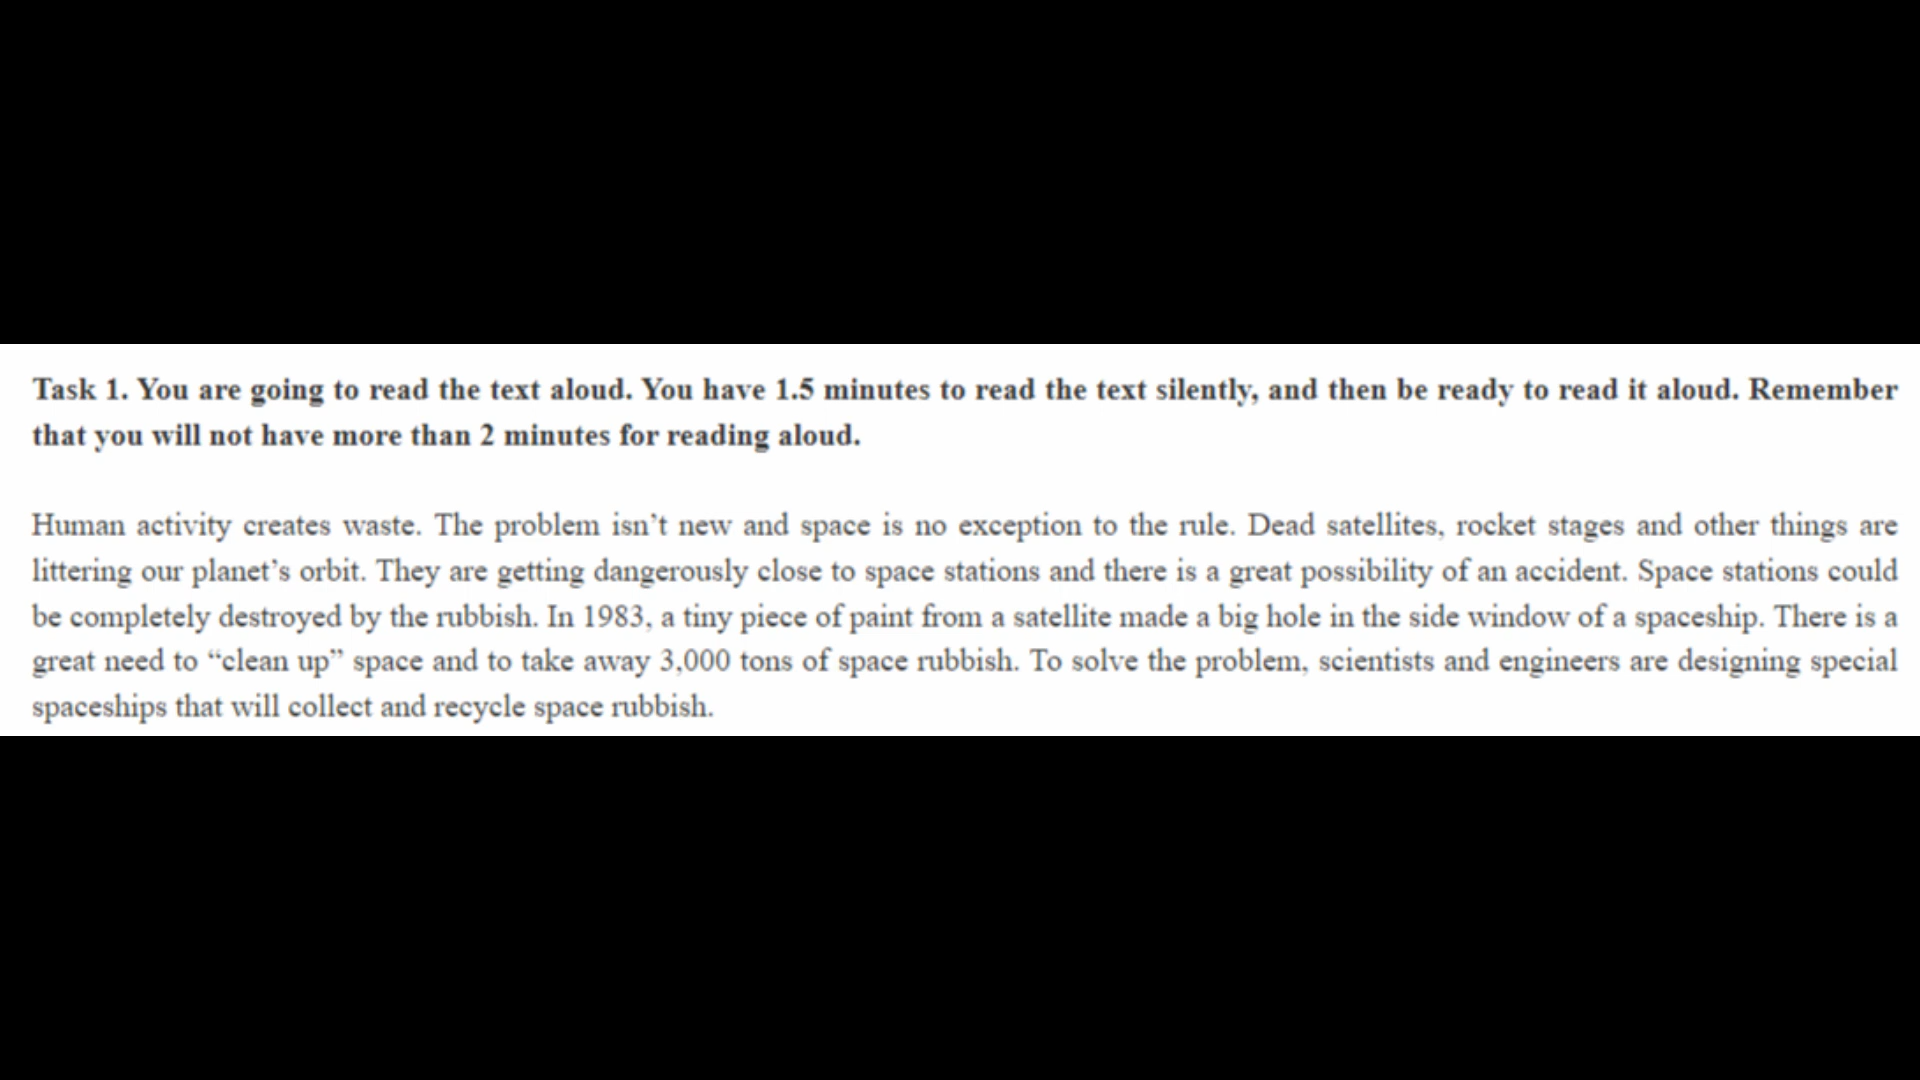 Task 1. You are going to read the text aloud. You have 1.5 minutes to read the text silently, and then be ready to read it aloud. Remember
that you will not have more than 2 minutes for reading aloud.
Human activity creates waste. The problem isn’t new and space is no exception to the rule. Dead satellites, rocket stages and other things are
littering our planet’s orbit. They are getting dangerously close to space stations and there is a great possibility of an accident. Space stations could
be completely destroyed by the rubbish. In 1983, a tiny piece of paint from a satellite made a big hole in the side window of a spaceship. There is a
great need to “clean up” space and to take away 3,000 tons of space rubbish. To solve the problem, scientists and engineers are designing special
spaceships that will collect and recycle space rubbish.